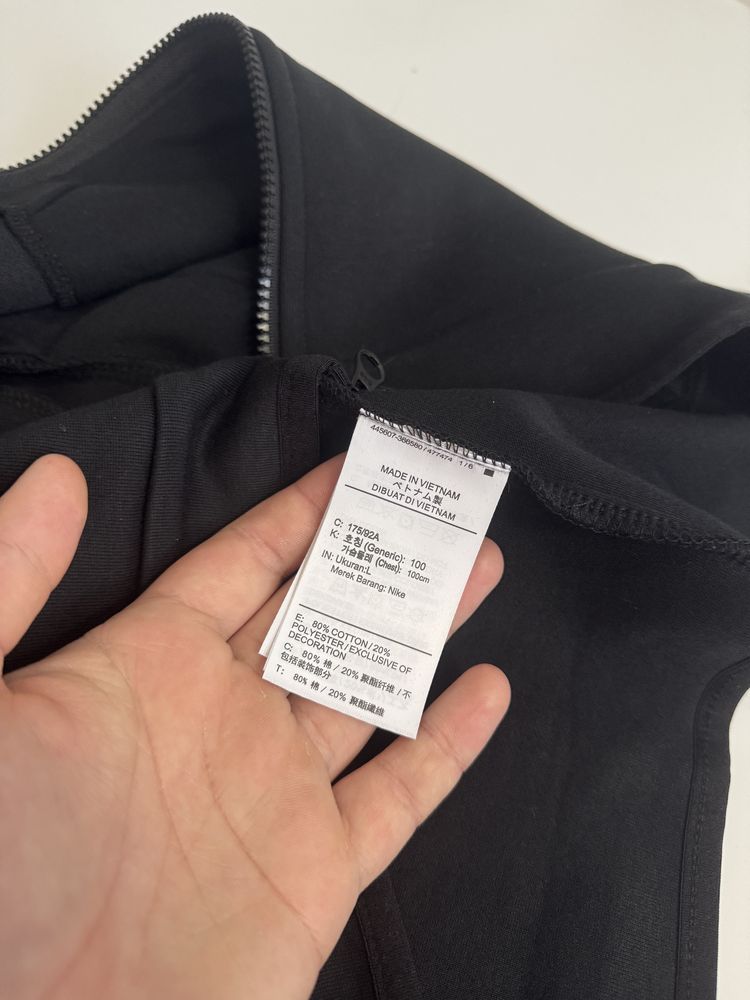 445607-366580 / 477474 1 / 6
MADE IN VIETNAM
ベトナム製
DIBUAT DI VIETNAM
C: 175/92A
K: 호칭 (Generic): 100
가슴둘레 (Chest): 100cm
IN: Ukuran:L
Merek Barang: Nike
E: 80% COTTON / 20%
POLYESTER / EXCLUSIVE OF
DECORATION
C: 80% 棉 / 20% 聚酯纤维 / 不
包括装饰部分
T: 80% 棉 / 20% 聚酯纖維